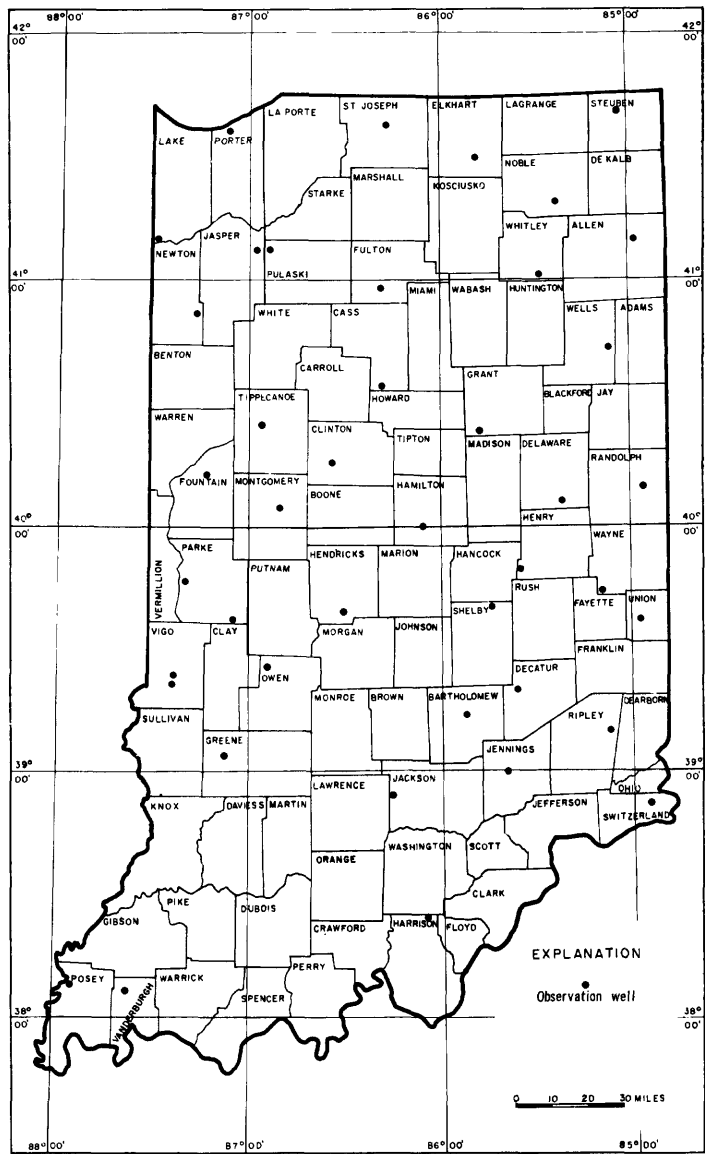 88°00' 87°00' 86°00' 85°00'
42°
00'
42°
00'
ST JOSEPH ELKHART LAGRANGE STEUBEN
LA PORTE
LAKE PORTER
NOBLE DE KALB
MARSHALL
KOSCIUSKO
STARKE
WHITLEY ALLEN
JASPER
NEWTON FULTON
41°
00'
PULASKI
41°
00'
MIAMI WABASH HUNTINGTON
WHITE CASS WELLS ADAMS
BENTON
CARROLL
GRANT
TIPPECANOE HOWARD BLACKFORD JAY
WARREN
CLINTON
TIPTON MADISON DELAWARE
RANDOLPH
FOUNTAIN MONTGOMERY HAMILTON
BOONE
HENRY
40°
00'
40°
00'
WAYNE
PARKE HENDRICKS MARION HANCOCK
VERMILLION
PUTNAM
RUSH
FAYETTE UNION
SHELBY
VIGO CLAY MORGAN JOHNSON
FRANKLIN
OWEN DECATUR
MONROE BROWN BARTHOLOMEW DEARBORN
SULLIVAN RIPLEY
GREENE
JENNINGS
39°
00'
39°
00'
LAWRENCE JACKSON
OHIO
KNOX DAVIESS MARTIN JEFFERSON
SWITZERLAND
WASHINGTON SCOTT
ORANGE
CLARK
PIKE
DUBOIS
GIBSON
CRAWFORD HARRISON FLOYD
EXPLANATION
POSEY WARRICK PERRY
VANDERBURGH
SPENCER
Observation well
38°
00'
38°
00'
0 10 20 30 MILES
88°00' 87°00' 86°00' 85°00'